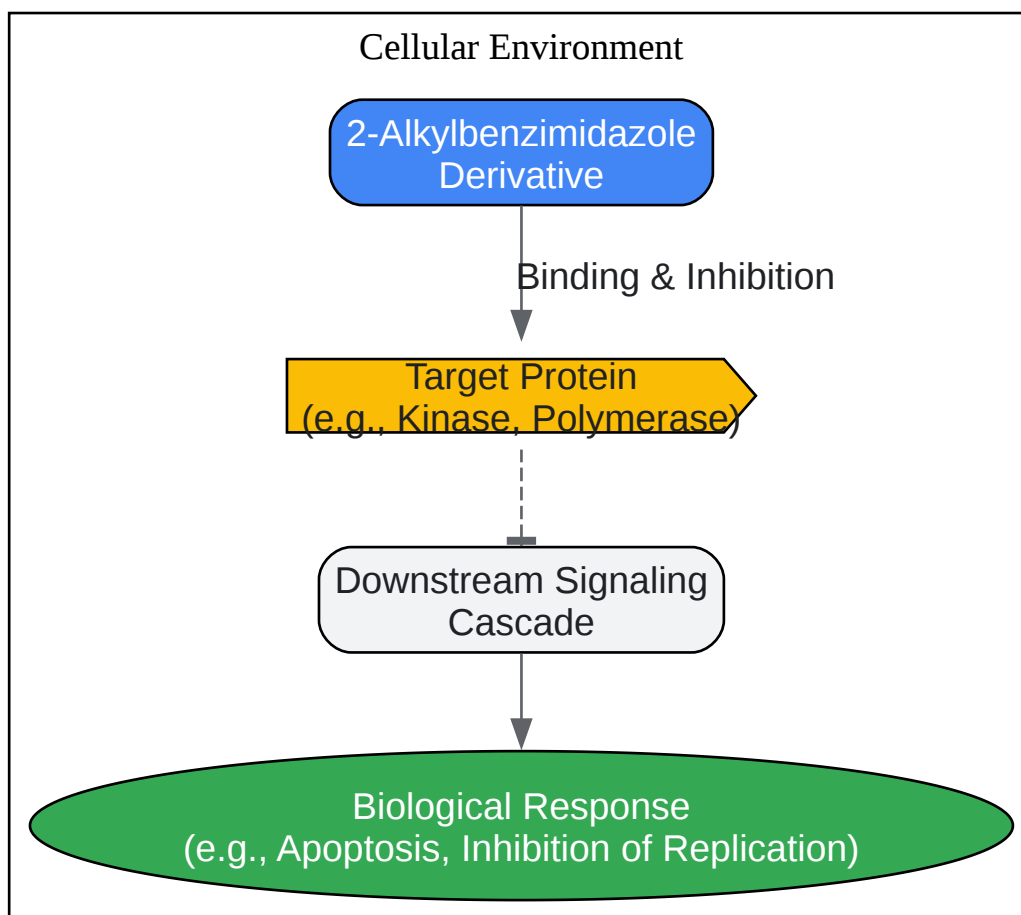 Cellular Environment
2-Alkylbenzimidazole
Derivative
Binding & Inhibition
Target Protein
(e.g., Kinase, Polymerase)
Downstream Signaling
Cascade
Biological Response
(e.g., Apoptosis, Inhibition of Replication)